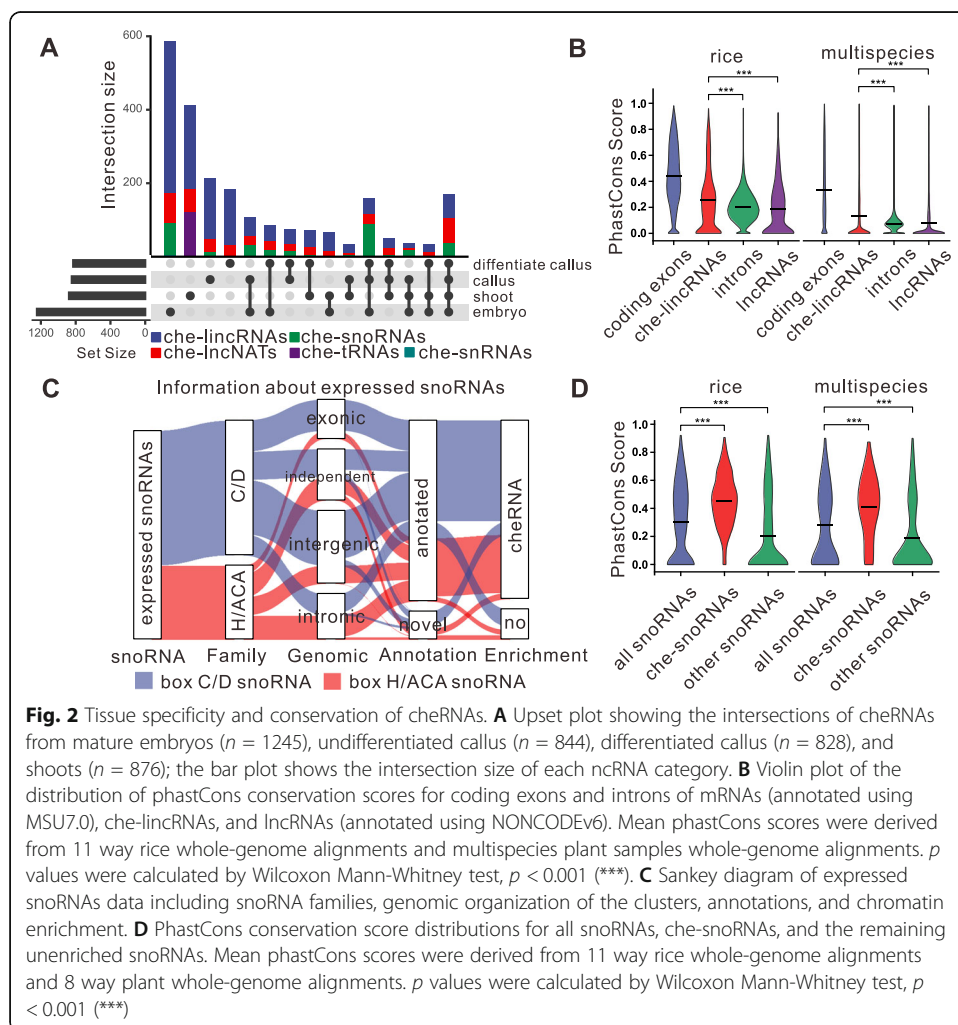 A
600
400
200
Intersection size
diffentiate callus
callus
shoot
embryo
1200 800 400 0
Set Size
che-lincRNAs che-snoRNAs
che-lncNATs che-tRNAs che-snRNAs
B
rice multispecies
*** ***
*** ***
PhastCons Score
1.0
0.8
0.6
0.4
0.2
0.0
coding exons
che-lincRNAs
introns
lncRNAs
coding exons
che-lincRNAs
introns
lncRNAs
C
Information about expressed snoRNAs
expressed snoRNAs
C/D
H/ACA
exonic
independent
intergenic
intronic
anotated
novel
cheRNA
no
snoRNA Family Genomic Annotation Enrichment
box C/D snoRNA box H/ACA snoRNA
D
rice multispecies
*** ***
*** ***
PhastCons Score
1.0
0.8
0.6
0.4
0.2
0.0
all snoRNAs
che-snoRNAs
other snoRNAs
all snoRNAs
che-snoRNAs
other snoRNAs
Fig. 2 Tissue specificity and conservation of cheRNAs. A Upset plot showing the intersections of cheRNAs
from mature embryos (n = 1245), undifferentiated callus (n = 844), differentiated callus (n = 828), and
shoots (n = 876); the bar plot shows the intersection size of each ncRNA category. B Violin plot of the
distribution of phastCons conservation scores for coding exons and introns of mRNAs (annotated using
MSU7.0), che-lincRNAs, and lncRNAs (annotated using NONCODEv6). Mean phastCons scores were derived
from 11 way rice whole-genome alignments and multispecies plant samples whole-genome alignments. p
values were calculated by Wilcoxon Mann-Whitney test, p < 0.001 (***). C Sankey diagram of expressed
snoRNAs data including snoRNA families, genomic organization of the clusters, annotations, and chromatin
enrichment. D PhastCons conservation score distributions for all snoRNAs, che-snoRNAs, and the remaining
unenriched snoRNAs. Mean phastCons scores were derived from 11 way rice whole-genome alignments
and 8 way plant whole-genome alignments. p values were calculated by Wilcoxon Mann-Whitney test, p
< 0.001 (***)